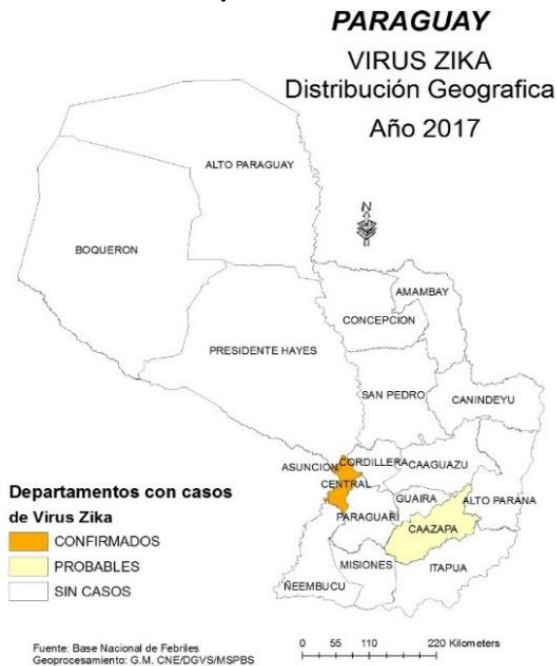 PARAGUAY
VIRUS ZIKA
Distribución Geografica
Año 2017
N
ALTO PARAGUAY
BOQUERON
AMAMBAY
CONCEPCION
PRESIDENTE HAYES
SAN PEDRO
CANINDEYU
ASUNCION
CORDILLERA
CAAGUAZU
CENTRAL
GUAIRA
ALTO PARANA
PARAGUARI
CAAZAPA
MISIONES
ITAPUA
ÑEEMBUCU
Departamentos con casos
de Virus Zika
CONFIRMADOS
PROBABLES
SIN CASOS
Fuente: Base Nacional de Febriles
Geoprocesamiento: G.M. CNE/DGVS/MSPBS
0 55 110 220 Kilometers